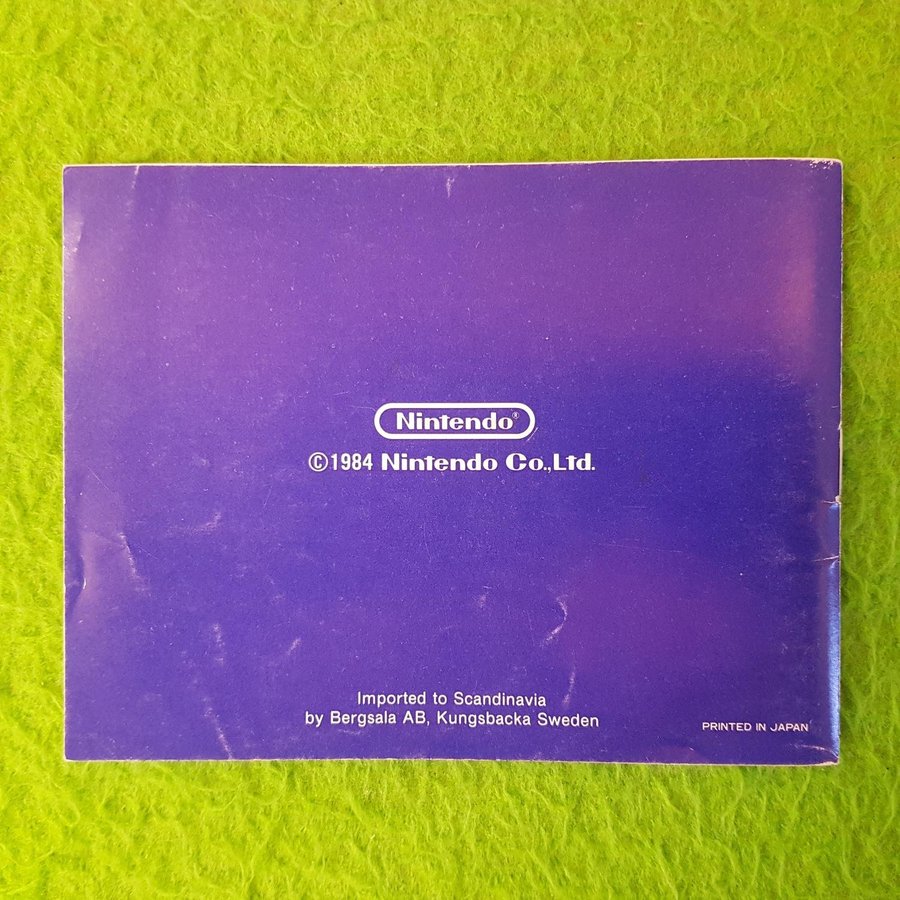 Nintendo®
©1984 Nintendo Co.,Ltd.
Imported to Scandinavia
by Bergsala AB, Kungsbacka Sweden
PRINTED IN JAPAN